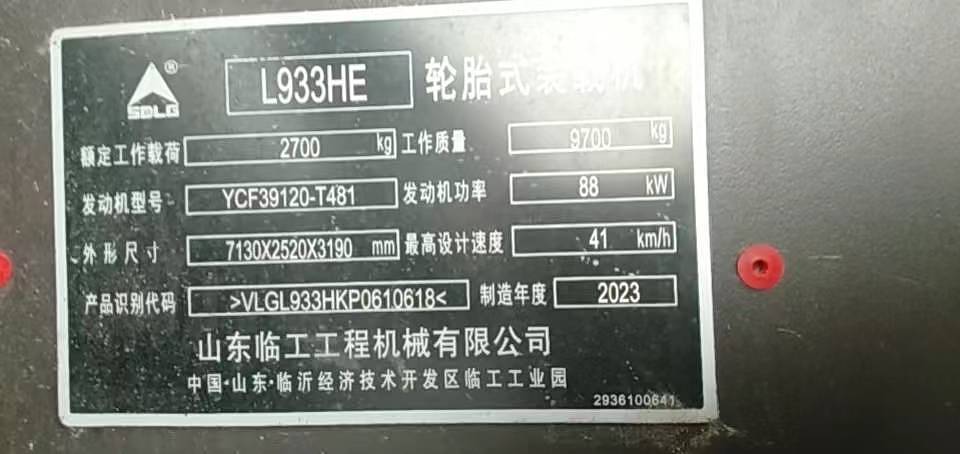 SDLG ® L933HE 轮胎式装载机
额定工作载荷 2700 kg 工作质量 9700 kg
发动机型号 YCF39120-T481 发动机功率 88 kW
外形尺寸 7130X2520X3190 mm 最高设计速度 41 km/h
产品识别代码 >VLGL933HKP0610618< 制造年度 2023
山东临工工程机械有限公司
中国·山东·临沂经济技术开发区临工工业园
2936100641